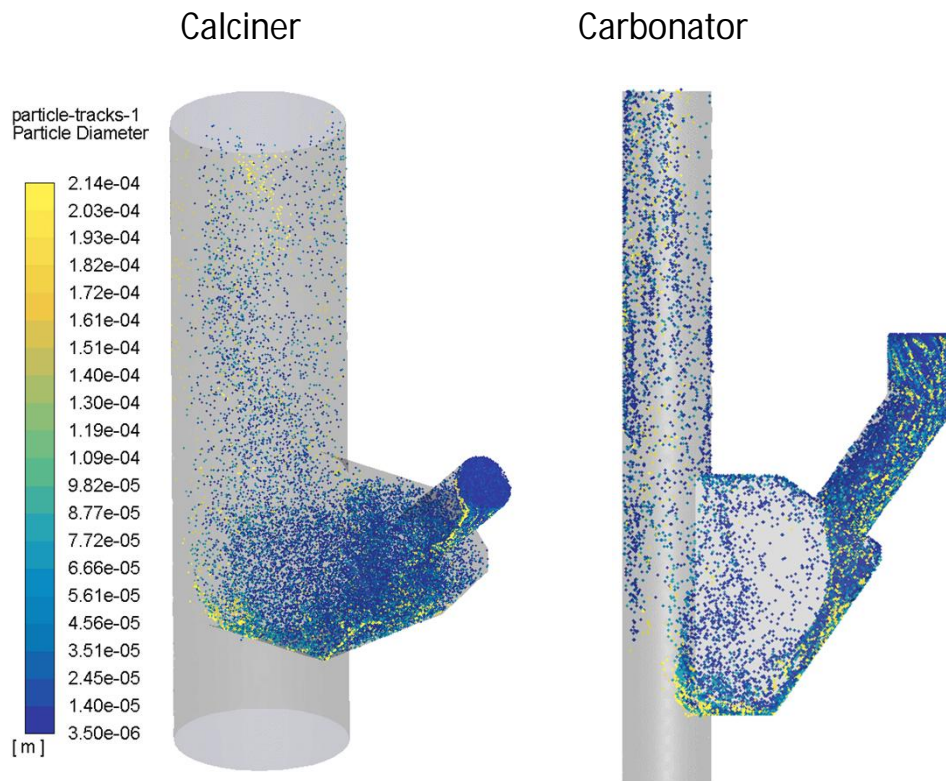 Calciner
Carbonator
particle-tracks-1
Particle Diameter
2.14e-04
2.03e-04
1.93e-04
1.82e-04
1.72e-04
1.61e-04
1.51e-04
1.40e-04
1.30e-04
1.19e-04
1.09e-04
9.82e-05
8.77e-05
7.72e-05
6.66e-05
5.61e-05
4.56e-05
3.51e-05
2.45e-05
1.40e-05
3.50e-06
[ m ]